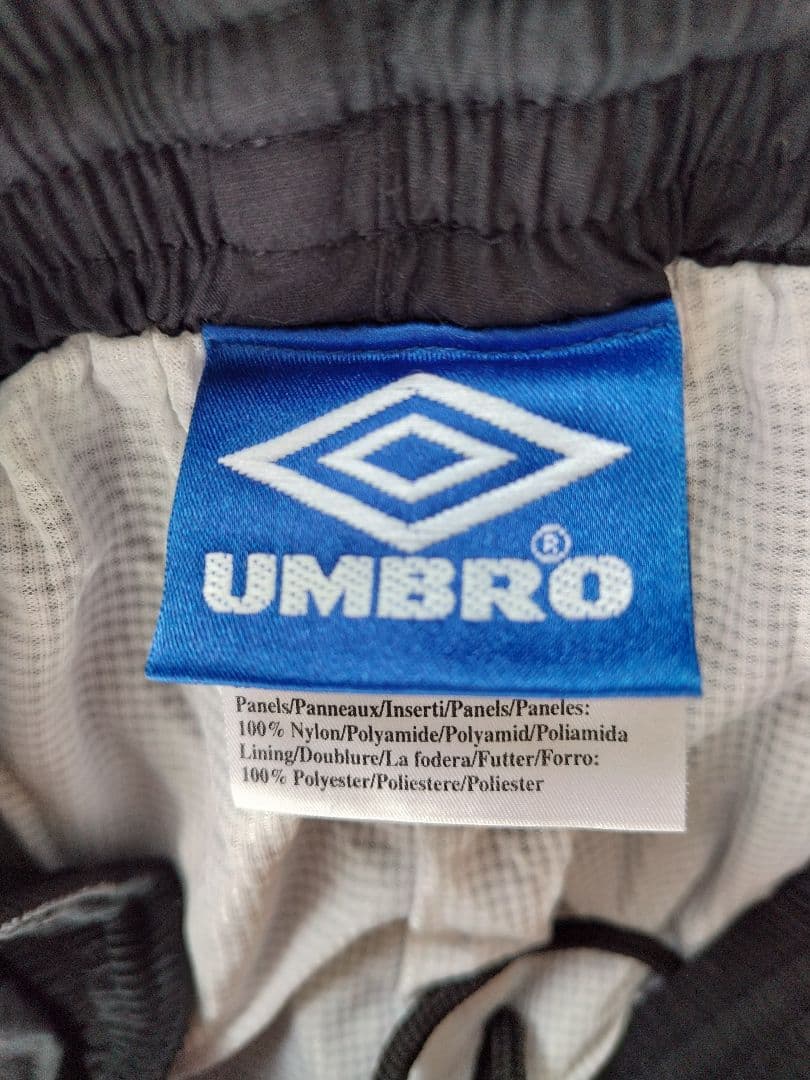 UMBRO®
Panels/Panneaux/Inserti/Panels/Paneles:
100% Nylon/Polyamide/Polyamid/Poliamida
Lining/Doublure/La fodera/Futter/Forro:
100% Polyester/Poliestere/Poliester